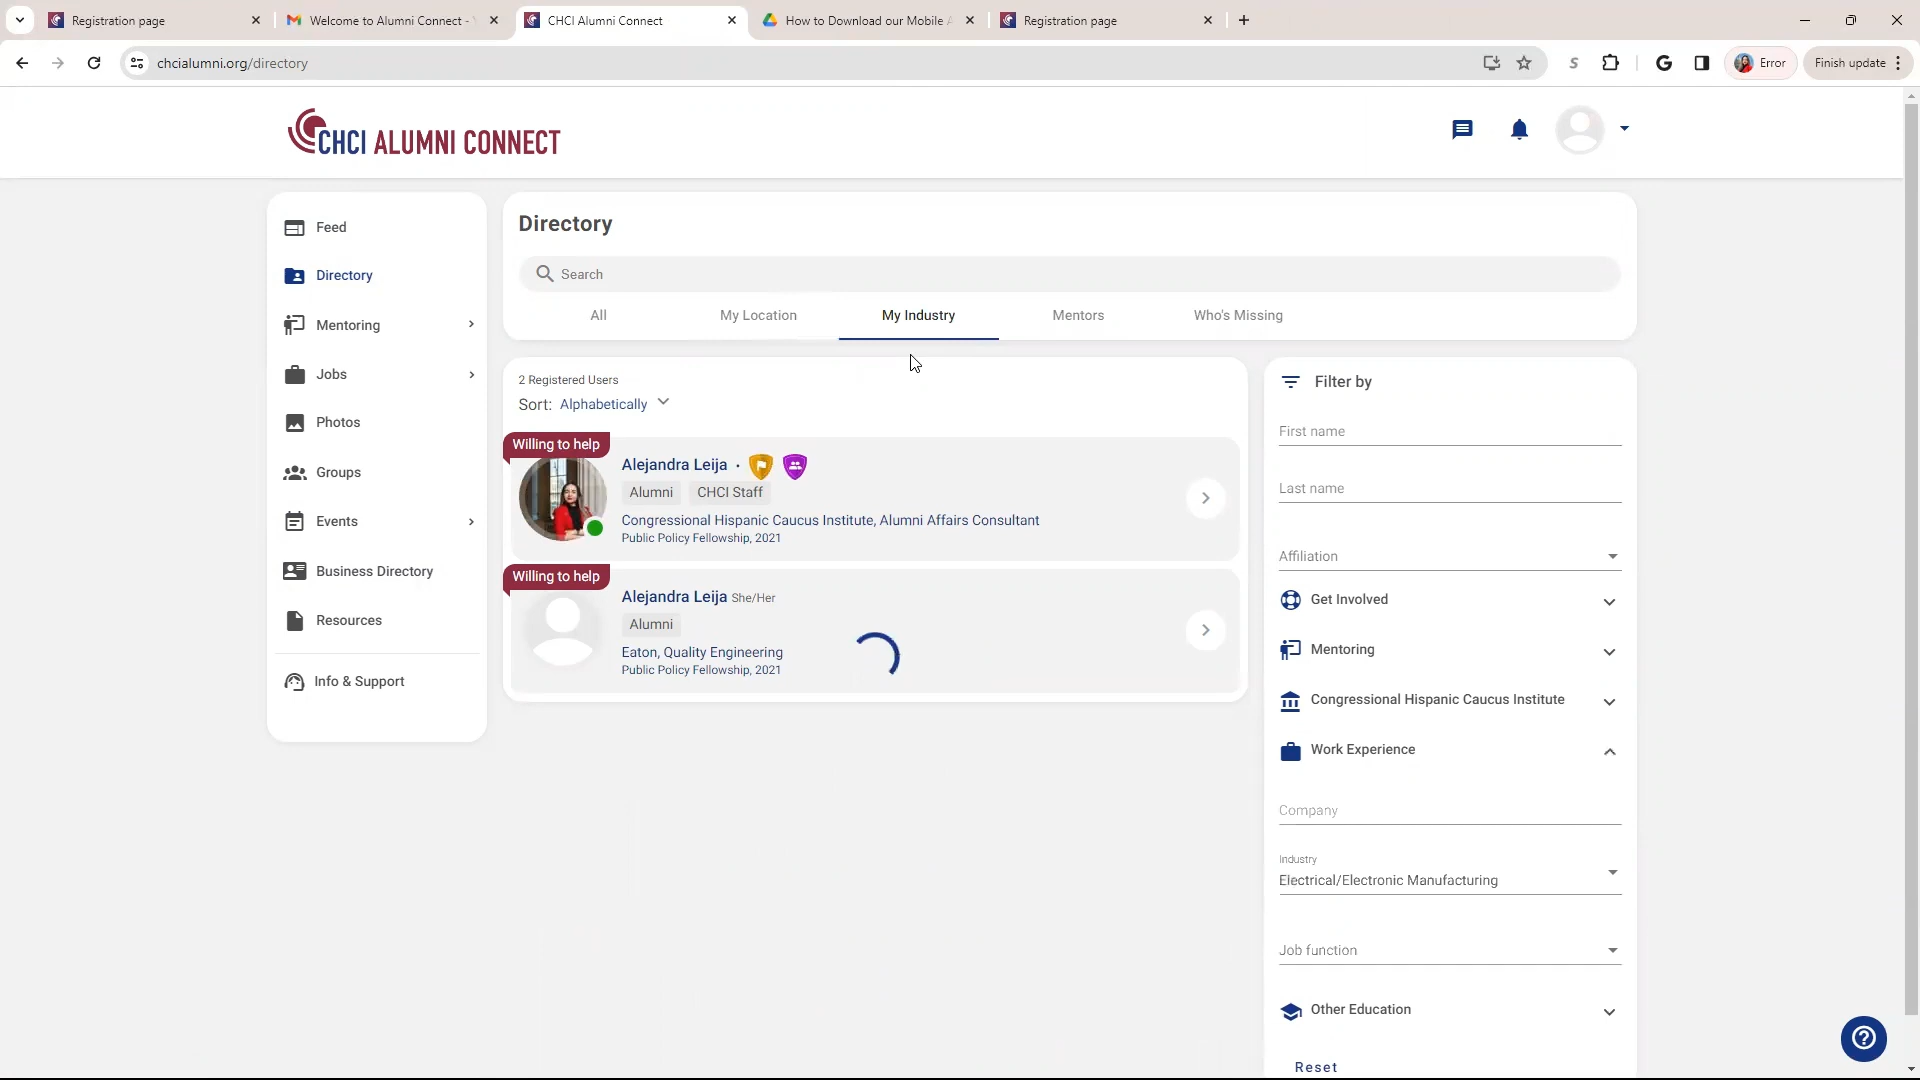 Registration page
Welcome to Alumni Connect -
CHCI Alumni Connect
How to Download our Mobile A
Registration page
chcialumni.org/directory
Error
Finish update
CHCI ALUMNI CONNECT
Feed
Directory
Mentoring
Jobs
Photos
Groups
Events
Business Directory
Resources
Info & Support
Directory
Search
All
My Location
My Industry
Mentors
Who's Missing
2 Registered Users
Sort: Alphabetically
Willing to help
Alejandra Leija ·
Alumni
CHCI Staff
Congressional Hispanic Caucus Institute, Alumni Affairs Consultant
Public Policy Fellowship, 2021
Willing to help
Alejandra Leija She/Her
Alumni
Eaton, Quality Engineering
Public Policy Fellowship, 2021
Filter by
First name
Last name
Affiliation
Get Involved
Mentoring
Congressional Hispanic Caucus Institute
Work Experience
Company
Industry
Electrical/Electronic Manufacturing
Job function
Other Education
Reset